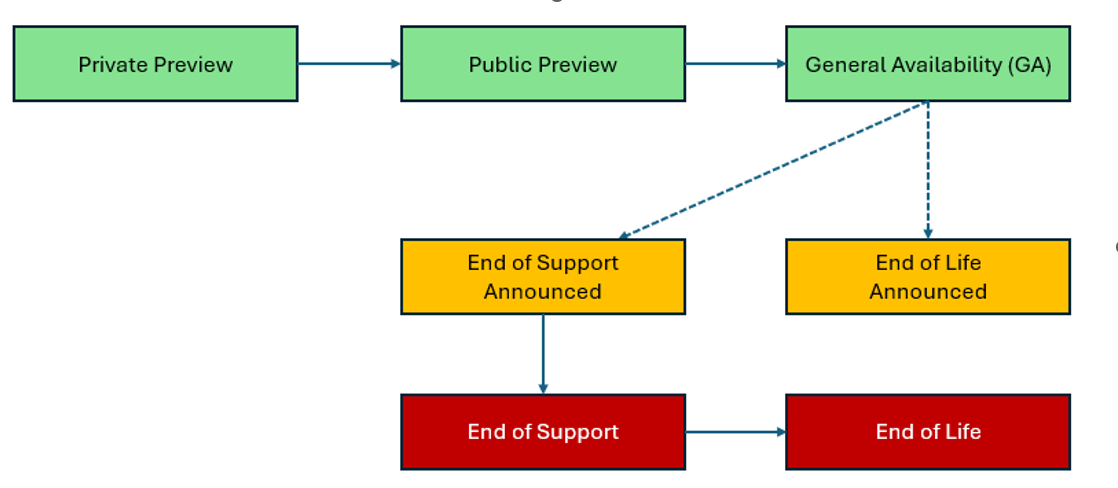 Private Preview
Public Preview
General Availability (GA)
End of Support
Announced
End of Life
Announced
End of Support
End of Life